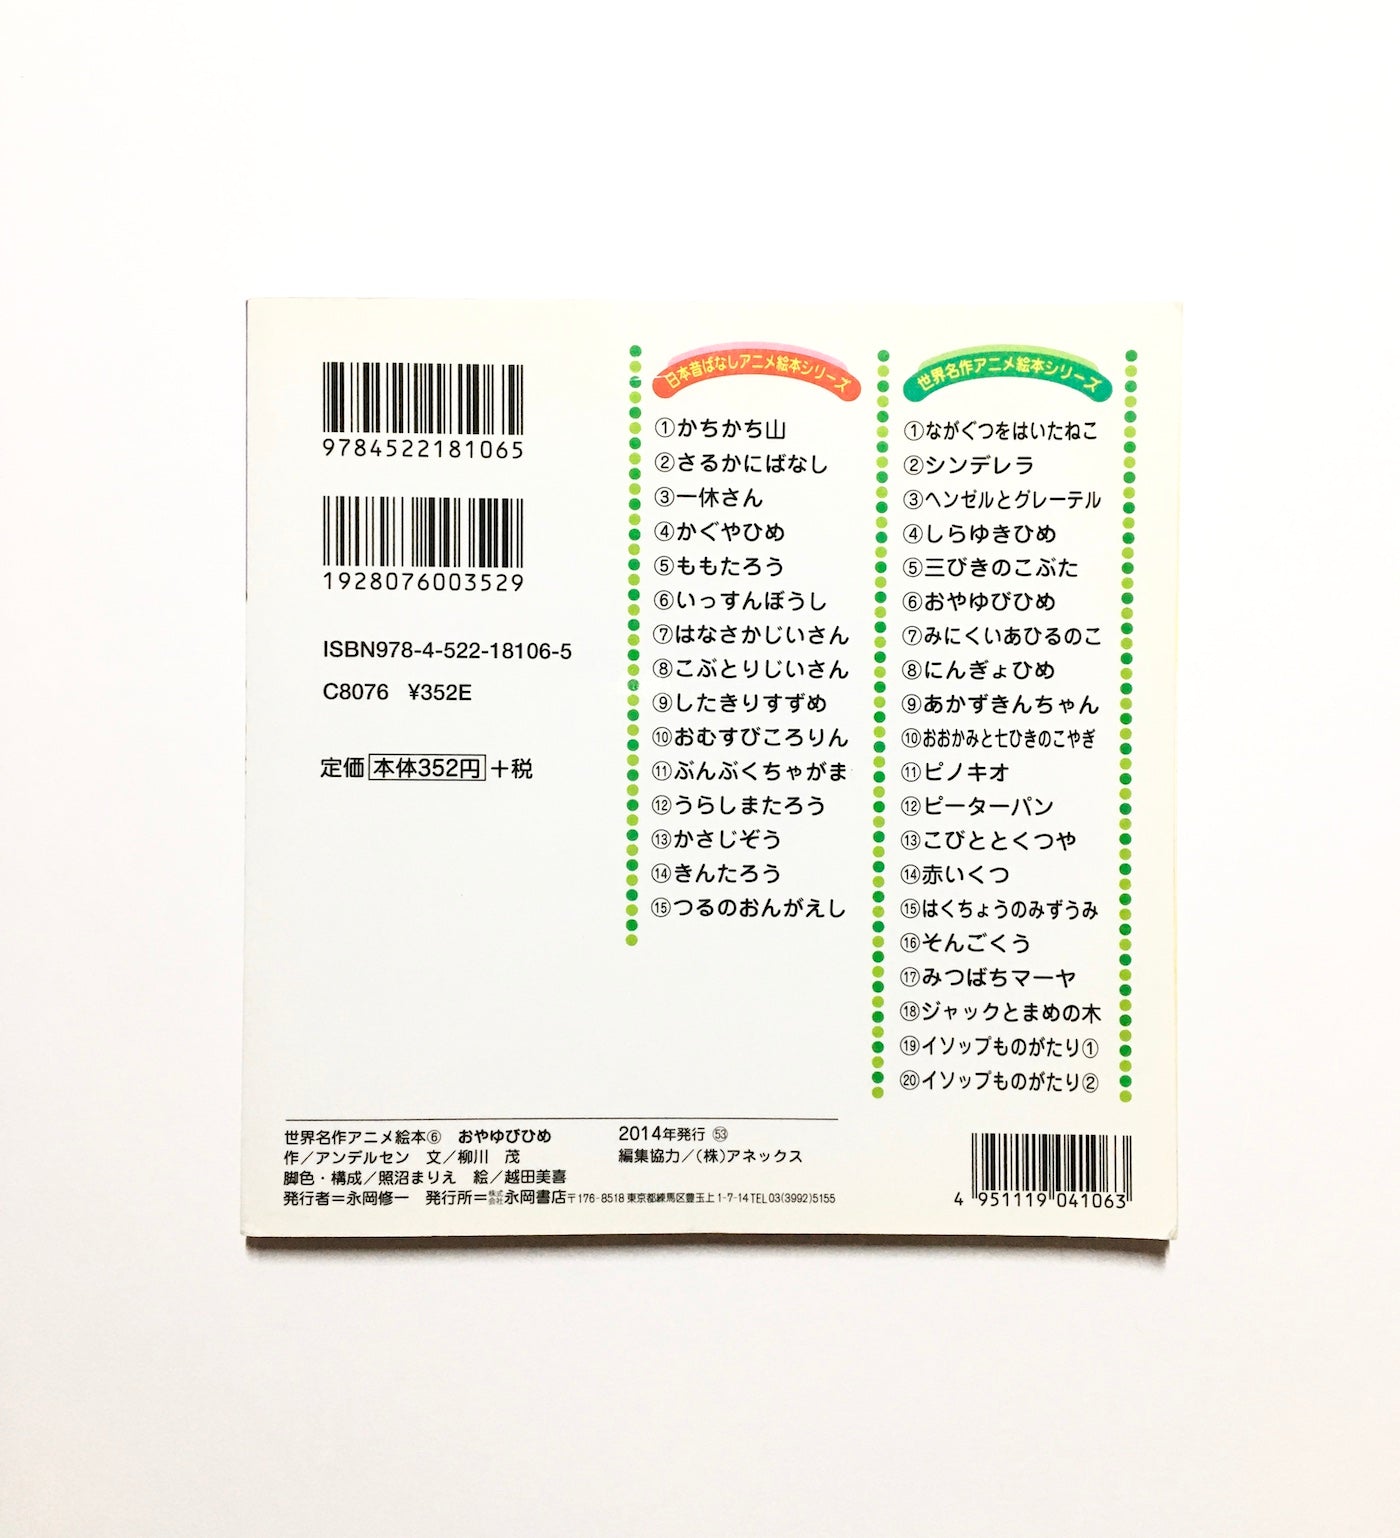 9784522181065
1928076003529
ISBN978-4-522-18106-5
C8076 ¥352E
定価 本体352円 +税
日本昔ばなしアニメ絵本シリーズ
①かちかち山
②さるかにばなし
③一休さん
④かぐやひめ
⑤ももたろう
⑥いっすんぼうし
⑦はなさかじいさん
⑧こぶとりじいさん
⑨したきりすずめ
⑩おむすびころりん
⑪ぶんぶくちゃがま
⑫うらしまたろう
⑬かさじぞう
⑭きんたろう
⑮つるのおんがえし
世界名作アニメ絵本シリーズ
①ながぐつをはいたねこ
②シンデレラ
③ヘンゼルとグレーテル
④しらゆきひめ
⑤三びきのこぶた
⑥おやゆびひめ
⑦みにくいあひるのこ
⑧にんぎょひめ
⑨あかずきんちゃん
⑩おおかみと七ひきのこやぎ
⑪ピノキオ
⑫ピーターパン
⑬こびととくつや
⑭赤いくつ
⑮はくちょうのみずうみ
⑯そんごくう
⑰みつばちマーヤ
⑱ジャックとまめの木
⑲イソップものがたり①
⑳イソップものがたり②
世界名作アニメ絵本⑥ おやゆびひめ
作/アンデルセン 文/柳川 茂
脚色・構成/照沼まりえ 絵/越田美喜
発行者=永岡修一 発行所=株式会社永岡書店〒176-8518 東京都練馬区豊玉上1-7-14 TEL 03(3992)5155
2014年発行 ㊼
編集協力/(株)アネックス
4 951119 041063